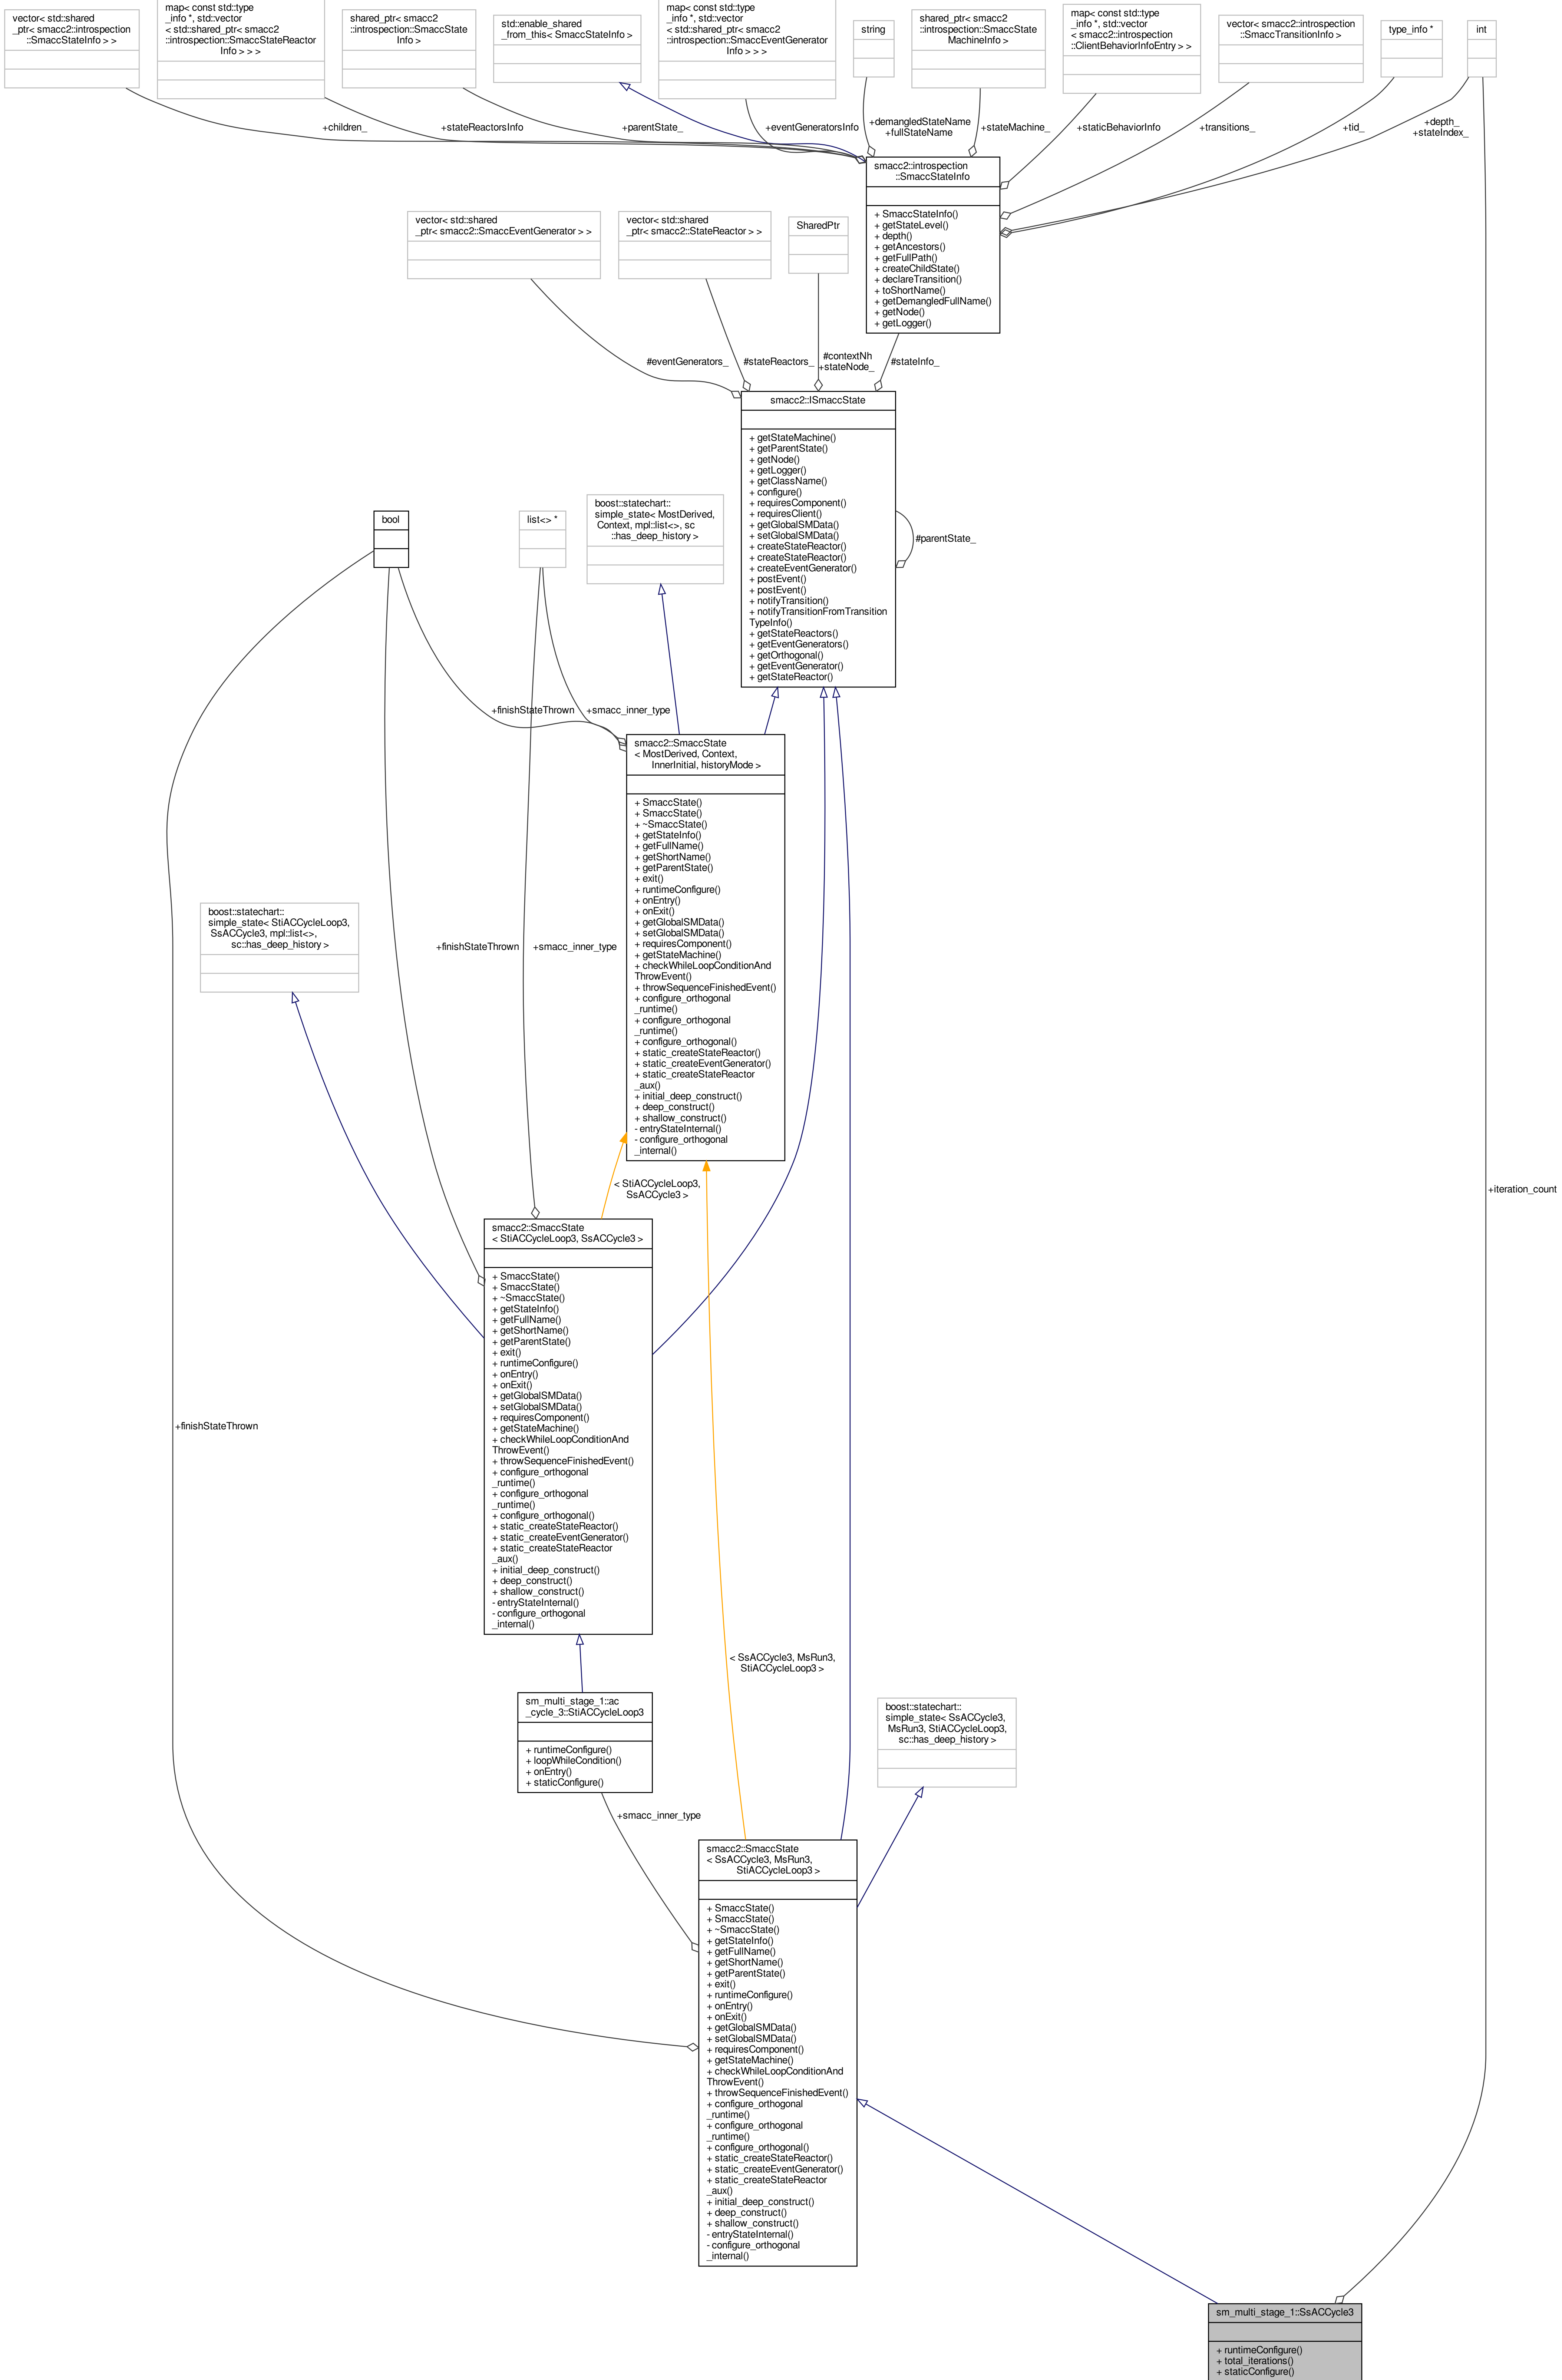 vector< std::shared
_ptr< smacc2::introspection
::SmaccStateInfo > >
map< const std::type
_info *, std::vector
< std::shared_ptr< smacc2
::introspection::SmaccStateReactor
Info > > >
shared_ptr< smacc2
::introspection::SmaccState
Info >
std::enable_shared
_from_this< SmaccStateInfo >
map< const std::type
_info *, std::vector
< std::shared_ptr< smacc2
::introspection::SmaccEventGenerator
Info > > >
string
shared_ptr< smacc2
::introspection::SmaccState
MachineInfo >
map< const std::type
_info *, std::vector
< smacc2::introspection
::ClientBehaviorInfoEntry > >
vector< smacc2::introspection
::SmaccTransitionInfo >
type_info *
int
+children_
+stateReactorsInfo
+parentState_
+eventGeneratorsInfo
+demangledStateName
+fullStateName
+stateMachine_
+staticBehaviorInfo
+transitions_
+tid_
+depth_
+stateIndex_
smacc2::introspection
::SmaccStateInfo
+ SmaccStateInfo()
+ getStateLevel()
+ depth()
+ getAncestors()
+ getFullPath()
+ createChildState()
+ declareTransition()
+ toShortName()
+ getDemangledFullName()
+ getNode()
+ getLogger()
vector< std::shared
_ptr< smacc2::SmaccEventGenerator > >
vector< std::shared
_ptr< smacc2::StateReactor > >
SharedPtr
#eventGenerators_
#stateReactors_
#contextNh
+stateNode_
#stateInfo_
smacc2::ISmaccState
+ getStateMachine()
+ getParentState()
+ getNode()
+ getLogger()
+ getClassName()
+ configure()
+ requiresComponent()
+ requiresClient()
+ getGlobalSMData()
+ setGlobalSMData()
+ createStateReactor()
+ createStateReactor()
+ createEventGenerator()
+ postEvent()
+ postEvent()
+ notifyTransition()
+ notifyTransitionFromTransition
TypeInfo()
+ getStateReactors()
+ getEventGenerators()
+ getOrthogonal()
+ getEventGenerator()
+ getStateReactor()
#parentState_
bool
list<> *
boost::statechart::
simple_state< MostDerived,
Context, mpl::list<>, sc
::has_deep_history >
+finishStateThrown
+smacc_inner_type
smacc2::SmaccState
< MostDerived, Context,
InnerInitial, historyMode >
+ SmaccState()
+ SmaccState()
+ ~SmaccState()
+ getStateInfo()
+ getFullName()
+ getShortName()
+ getParentState()
+ exit()
+ runtimeConfigure()
+ onEntry()
+ onExit()
+ getGlobalSMData()
+ setGlobalSMData()
+ requiresComponent()
+ getStateMachine()
+ checkWhileLoopConditionAnd
ThrowEvent()
+ throwSequenceFinishedEvent()
+ configure_orthogonal
_runtime()
+ configure_orthogonal
_runtime()
+ configure_orthogonal()
+ static_createStateReactor()
+ static_createEventGenerator()
+ static_createStateReactor
_aux()
+ initial_deep_construct()
+ deep_construct()
+ shallow_construct()
- entryStateInternal()
- configure_orthogonal
_internal()
boost::statechart::
simple_state< StiACCycleLoop3,
SsACCycle3, mpl::list<>,
sc::has_deep_history >
+finishStateThrown
+smacc_inner_type
< StiACCycleLoop3,
SsACCycle3 >
+iteration_count
smacc2::SmaccState
< StiACCycleLoop3, SsACCycle3 >
+ SmaccState()
+ SmaccState()
+ ~SmaccState()
+ getStateInfo()
+ getFullName()
+ getShortName()
+ getParentState()
+ exit()
+ runtimeConfigure()
+ onEntry()
+ onExit()
+ getGlobalSMData()
+ setGlobalSMData()
+ requiresComponent()
+ getStateMachine()
+ checkWhileLoopConditionAnd
ThrowEvent()
+ throwSequenceFinishedEvent()
+ configure_orthogonal
_runtime()
+ configure_orthogonal
_runtime()
+ configure_orthogonal()
+ static_createStateReactor()
+ static_createEventGenerator()
+ static_createStateReactor
_aux()
+ initial_deep_construct()
+ deep_construct()
+ shallow_construct()
- entryStateInternal()
- configure_orthogonal
_internal()
+finishStateThrown
< SsACCycle3, MsRun3,
StiACCycleLoop3 >
sm_multi_stage_1::ac
_cycle_3::StiACCycleLoop3
+ runtimeConfigure()
+ loopWhileCondition()
+ onEntry()
+ staticConfigure()
boost::statechart::
simple_state< SsACCycle3,
MsRun3, StiACCycleLoop3,
sc::has_deep_history >
+smacc_inner_type
smacc2::SmaccState
< SsACCycle3, MsRun3,
StiACCycleLoop3 >
+ SmaccState()
+ SmaccState()
+ ~SmaccState()
+ getStateInfo()
+ getFullName()
+ getShortName()
+ getParentState()
+ exit()
+ runtimeConfigure()
+ onEntry()
+ onExit()
+ getGlobalSMData()
+ setGlobalSMData()
+ requiresComponent()
+ getStateMachine()
+ checkWhileLoopConditionAnd
ThrowEvent()
+ throwSequenceFinishedEvent()
+ configure_orthogonal
_runtime()
+ configure_orthogonal
_runtime()
+ configure_orthogonal()
+ static_createStateReactor()
+ static_createEventGenerator()
+ static_createStateReactor
_aux()
+ initial_deep_construct()
+ deep_construct()
+ shallow_construct()
- entryStateInternal()
- configure_orthogonal
_internal()
sm_multi_stage_1::SsACCycle3
+ runtimeConfigure()
+ total_iterations()
+ staticConfigure()